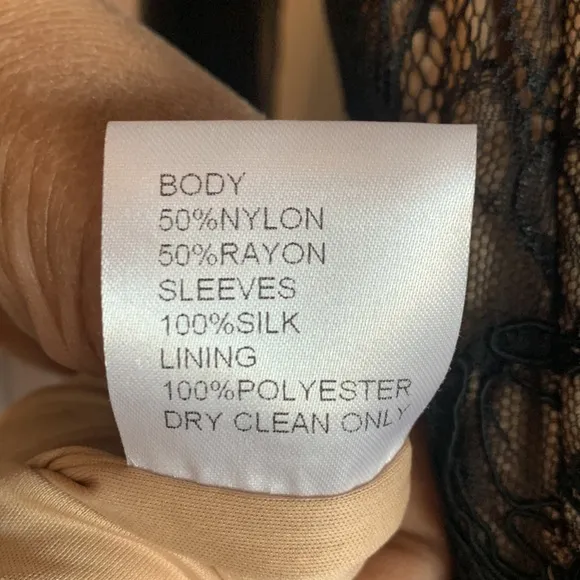 BODY
50%NYLON
50%RAYON
SLEEVES
100%SILK
LINING
100%POLYESTER
DRY CLEAN ONLY